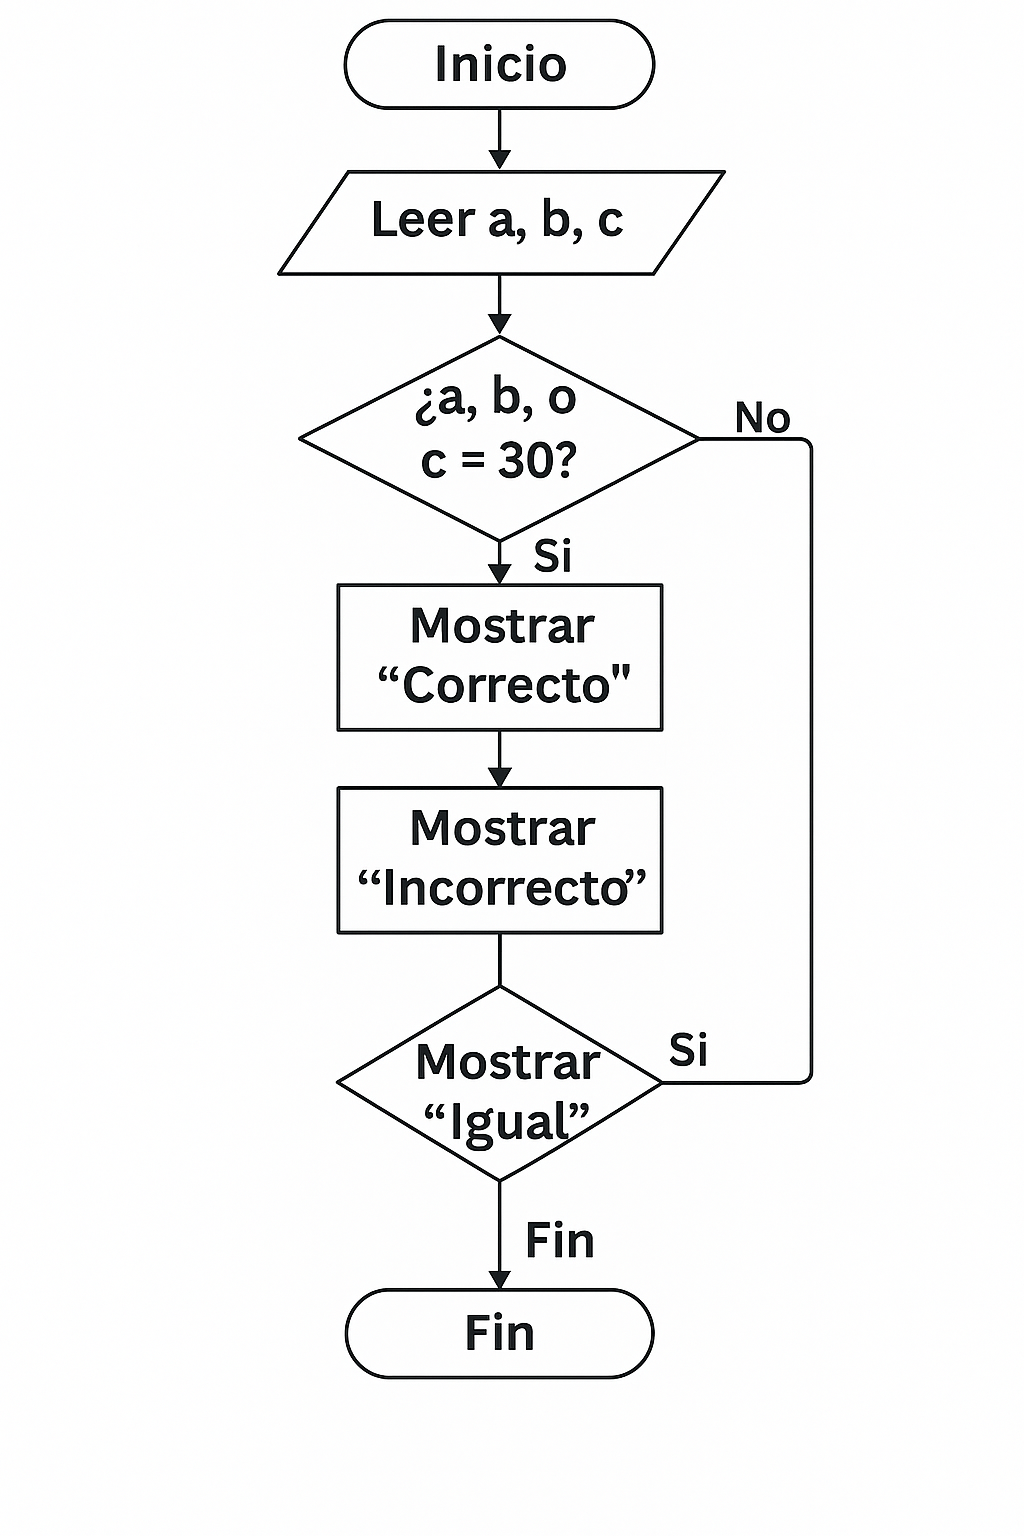 Inicio
Leer a, b, c
¿a, b, o
c = 30?
No
Si
Mostrar
“Correcto"
Mostrar
“Incorrecto”
Mostrar
“Igual”
Si
Fin
Fin